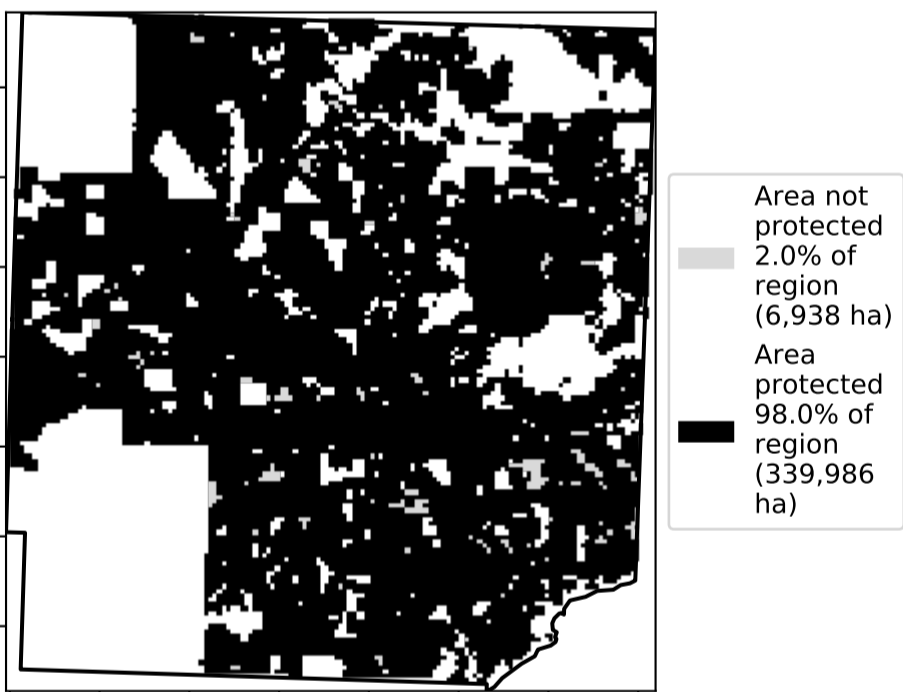 Area not
protected
2.0% of
region
(6,938 ha)
Area
protected
98.0% of
region
(339,986
ha)